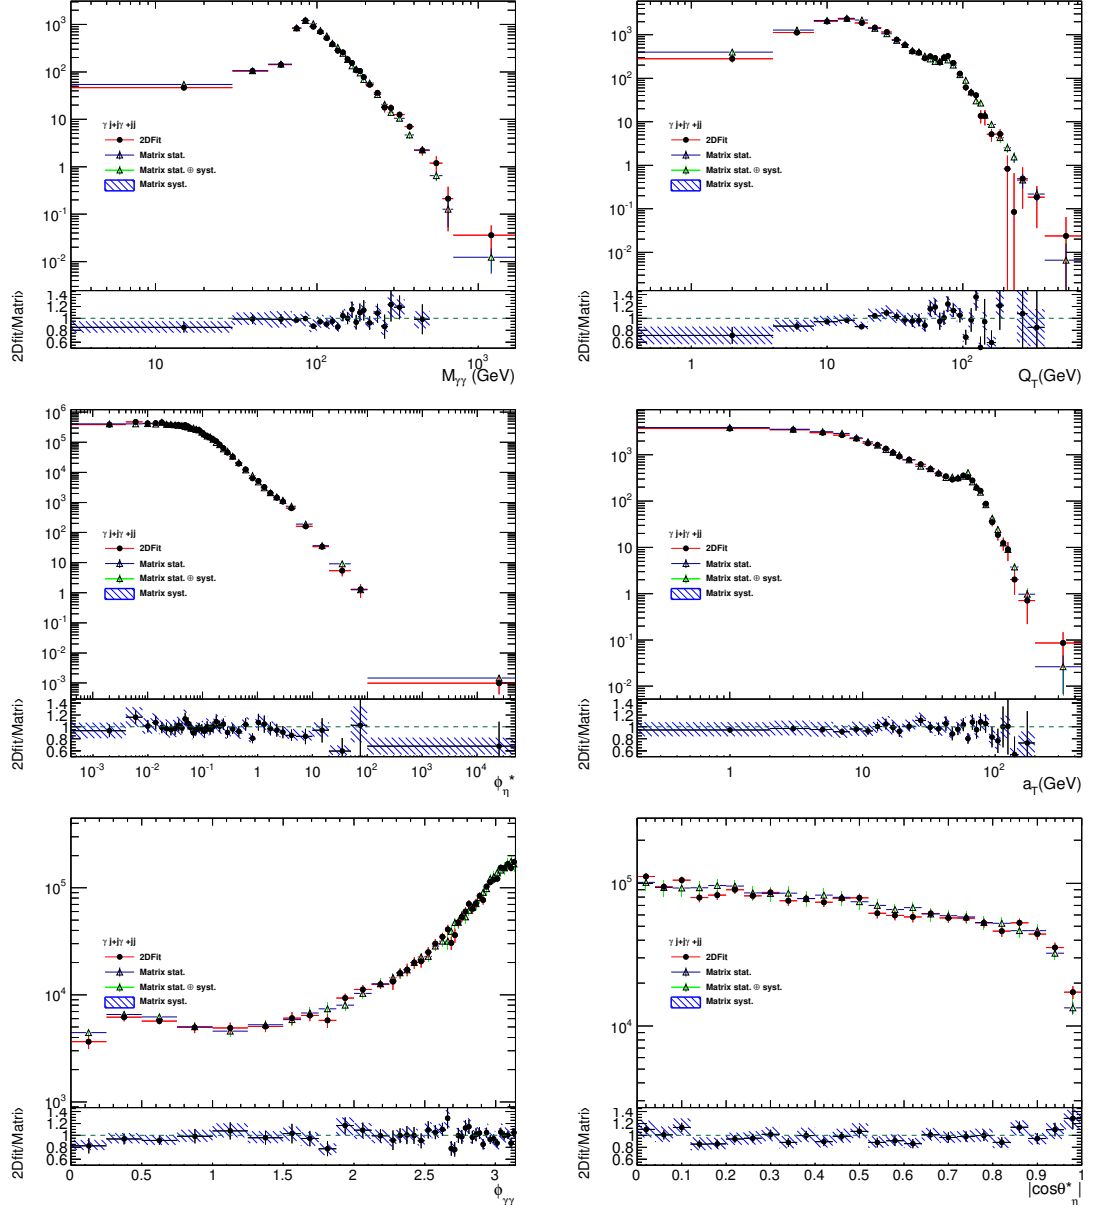 10³
10²
10
1
10⁻¹
10⁻²
γ j+jγ +jj
2DFit
Matrix stat.
Matrix stat. ⊕ syst.
Matrix syst.
2Dfit/Matrix
1.4
1.2
1
0.8
0.6
10
10²
10³
M_γγ (GeV)
10³
10²
10
1
10⁻¹
10⁻²
γ j+jγ +jj
2DFit
Matrix stat.
Matrix stat. ⊕ syst.
Matrix syst.
2Dfit/Matrix
1.4
1.2
1
0.8
0.6
1
10
10²
Q_T(GeV)
10⁶
10⁵
10⁴
10³
10²
10
1
10⁻¹
10⁻²
10⁻³
γ j+jγ +jj
2DFit
Matrix stat.
Matrix stat. ⊕ syst.
Matrix syst.
2Dfit/Matrix
1.4
1.2
1
0.8
0.6
10⁻³ 10⁻² 10⁻¹ 1 10 10² 10³ 10⁴
ϕ_η*
10³
10²
10
1
10⁻¹
10⁻²
γ j+jγ +jj
2DFit
Matrix stat.
Matrix stat. ⊕ syst.
Matrix syst.
2Dfit/Matrix
1.4
1.2
1
0.8
0.6
1
10
10²
a_T(GeV)
10⁵
10⁴
10³
γ j+jγ +jj
2DFit
Matrix stat.
Matrix stat. ⊕ syst.
Matrix syst.
2Dfit/Matrix
1.4
1.2
1
0.8
0.6
0 0.5 1 1.5 2 2.5 3
ϕ_γγ
10⁵
10⁴
γ j+jγ +jj
2DFit
Matrix stat.
Matrix stat. ⊕ syst.
Matrix syst.
2Dfit/Matrix
1.4
1.2
1
0.8
0.6
0 0.1 0.2 0.3 0.4 0.5 0.6 0.7 0.8 0.9 1
|cosθ*_η|